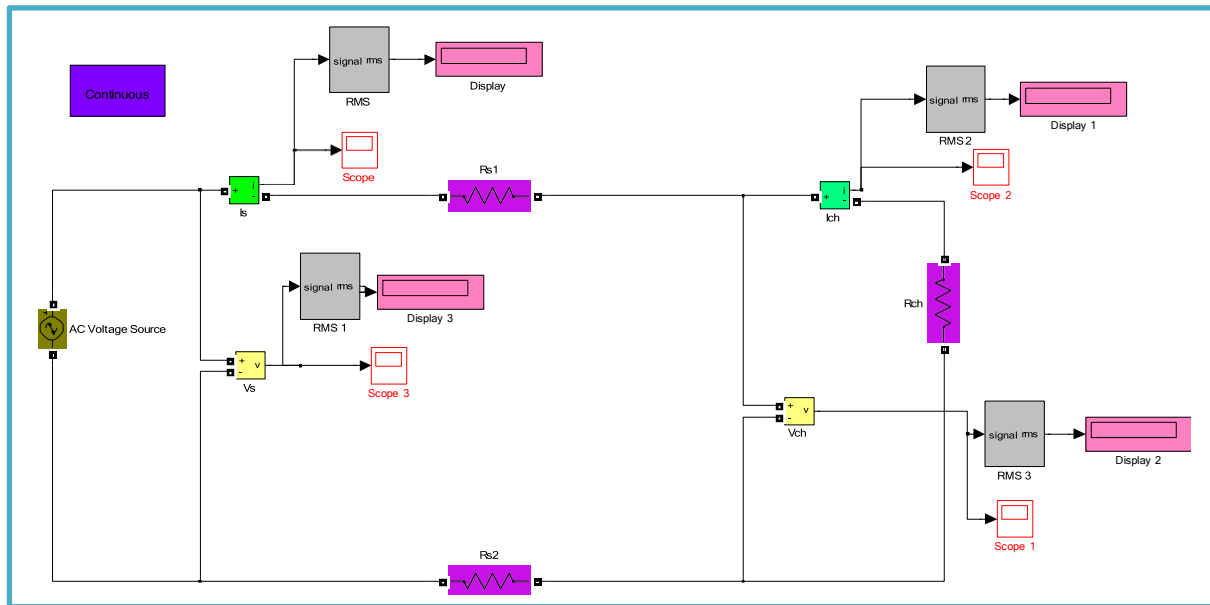 Continuous
signal rms
RMS
Display
Scope
Is
Rs1
signal rms
RMS 2
Display 1
Scope 2
+ i -
+ i -
Ich
AC Voltage Source
signal rms
RMS 1
Display 3
+ v -
Vs
Scope 3
Rch
+ v -
Vch
signal rms
RMS 3
Display 2
Scope 1
Rs2